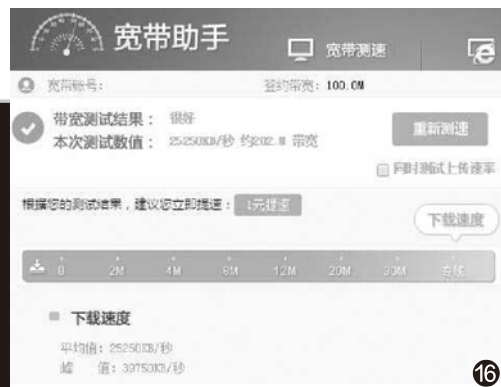 宽带助手
宽带测速
宽带账号:
签约带宽: 100.0M
带宽测试结果: 很好
本次测试数值: 25250KB/秒 约202.M 带宽
重新测速
同时测试上传速率
根据您的测试结果,建议您立即提速: 1元提速
下载速度
0 2M 4M 8M 12M 20M 30M 专线
下载速度
平均值: 25250KB/秒
峰 值: 39750KB/秒
16